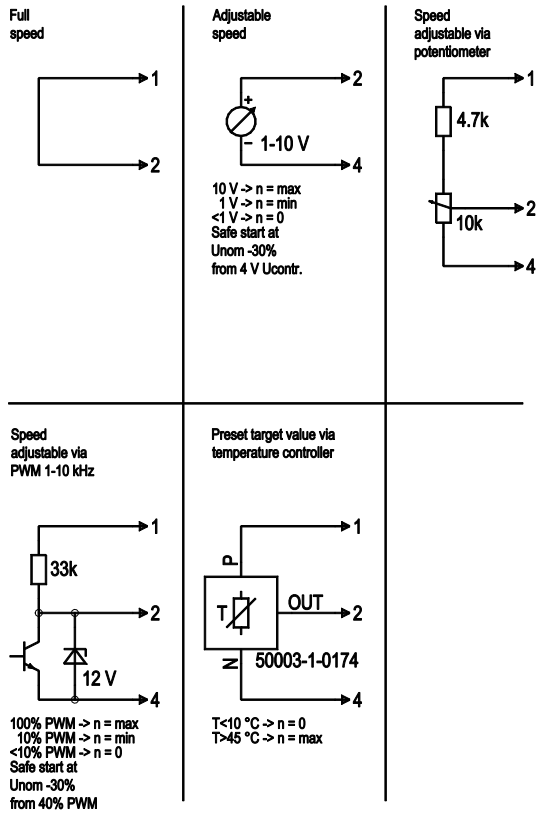 Full
speed
1
2
Adjustable
speed
2
+
1-10 V
–
4
10 V -> n = max
1 V -> n = min
<1 V -> n = 0
Safe start at
Unom -30%
from 4 V Ucontr.
Speed
adjustable via
potentiometer
1
4.7k
2
10k
4
Speed
adjustable via
PWM 1-10 kHz
1
33k
2
12 V
4
100% PWM -> n = max
10% PWM -> n = min
<10% PWM -> n = 0
Safe start at
Unom -30%
from 40% PWM
Preset target value via
temperature controller
1
P
T
OUT
2
N
50003-1-0174
4
T<10 °C -> n = 0
T>45 °C -> n = max